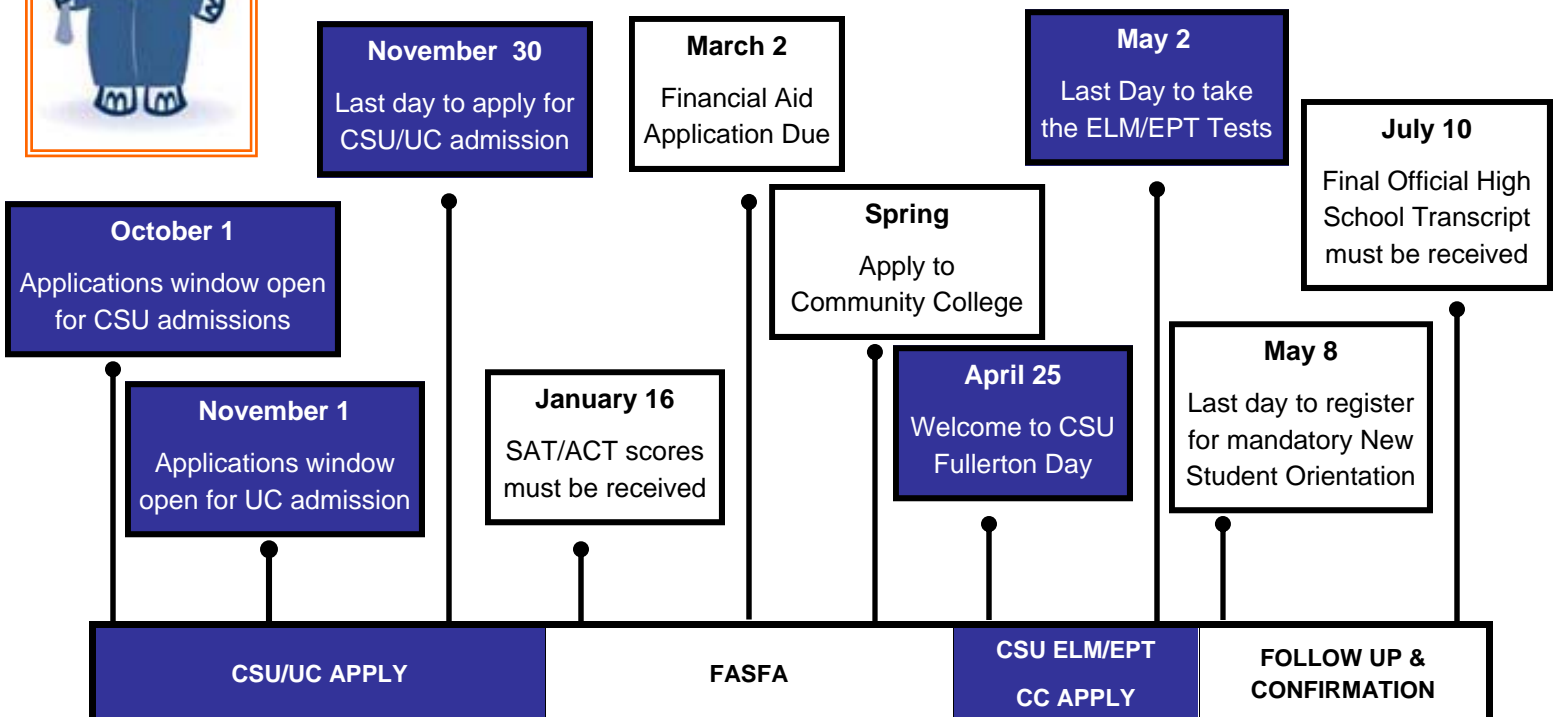 November  30
Last day to apply for
CSU/UC admission
March 2
Financial Aid
Application Due
May 2
Last Day to take
the ELM/EPT Tests
July 10
Final Official High
School Transcript
must be received
October 1
Applications window open
for CSU admissions
Spring
Apply to
Community College
November 1
Applications window
open for UC admission
January 16
SAT/ACT scores
must be received
April 25
Welcome to CSU
Fullerton Day
May 8
Last day to register
for mandatory New
Student Orientation
CSU/UC APPLY
FASFA
CSU ELM/EPT
CC APPLY
FOLLOW UP &
CONFIRMATION